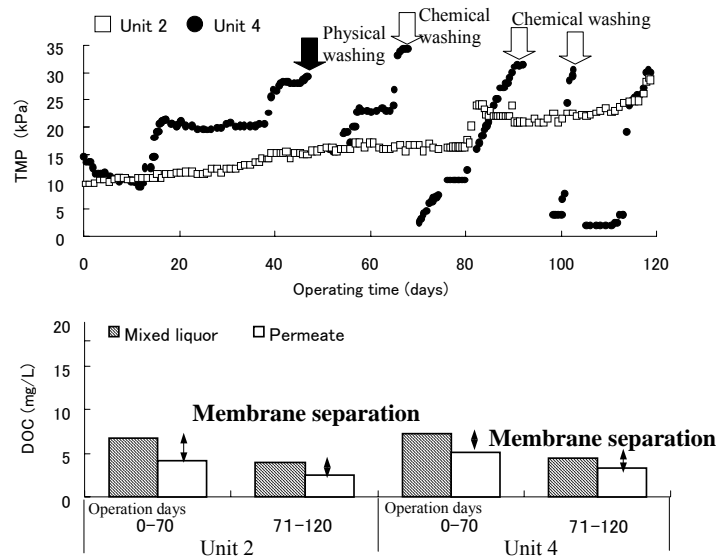 Unit 2 Unit 4
Physical washing
Chemical washing
Chemical washing
35
30
25
20
15
10
5
0
TMP (kPa)
0 20 40 60 80 100 120
Operating time (days)
Mixed liquor Permeate
20
15
10
5
0
DOC (mg/L)
Membrane separation
Membrane separation
Operation days
0-70 71-120
Operation days
0-70 71-120
Unit 2 Unit 4